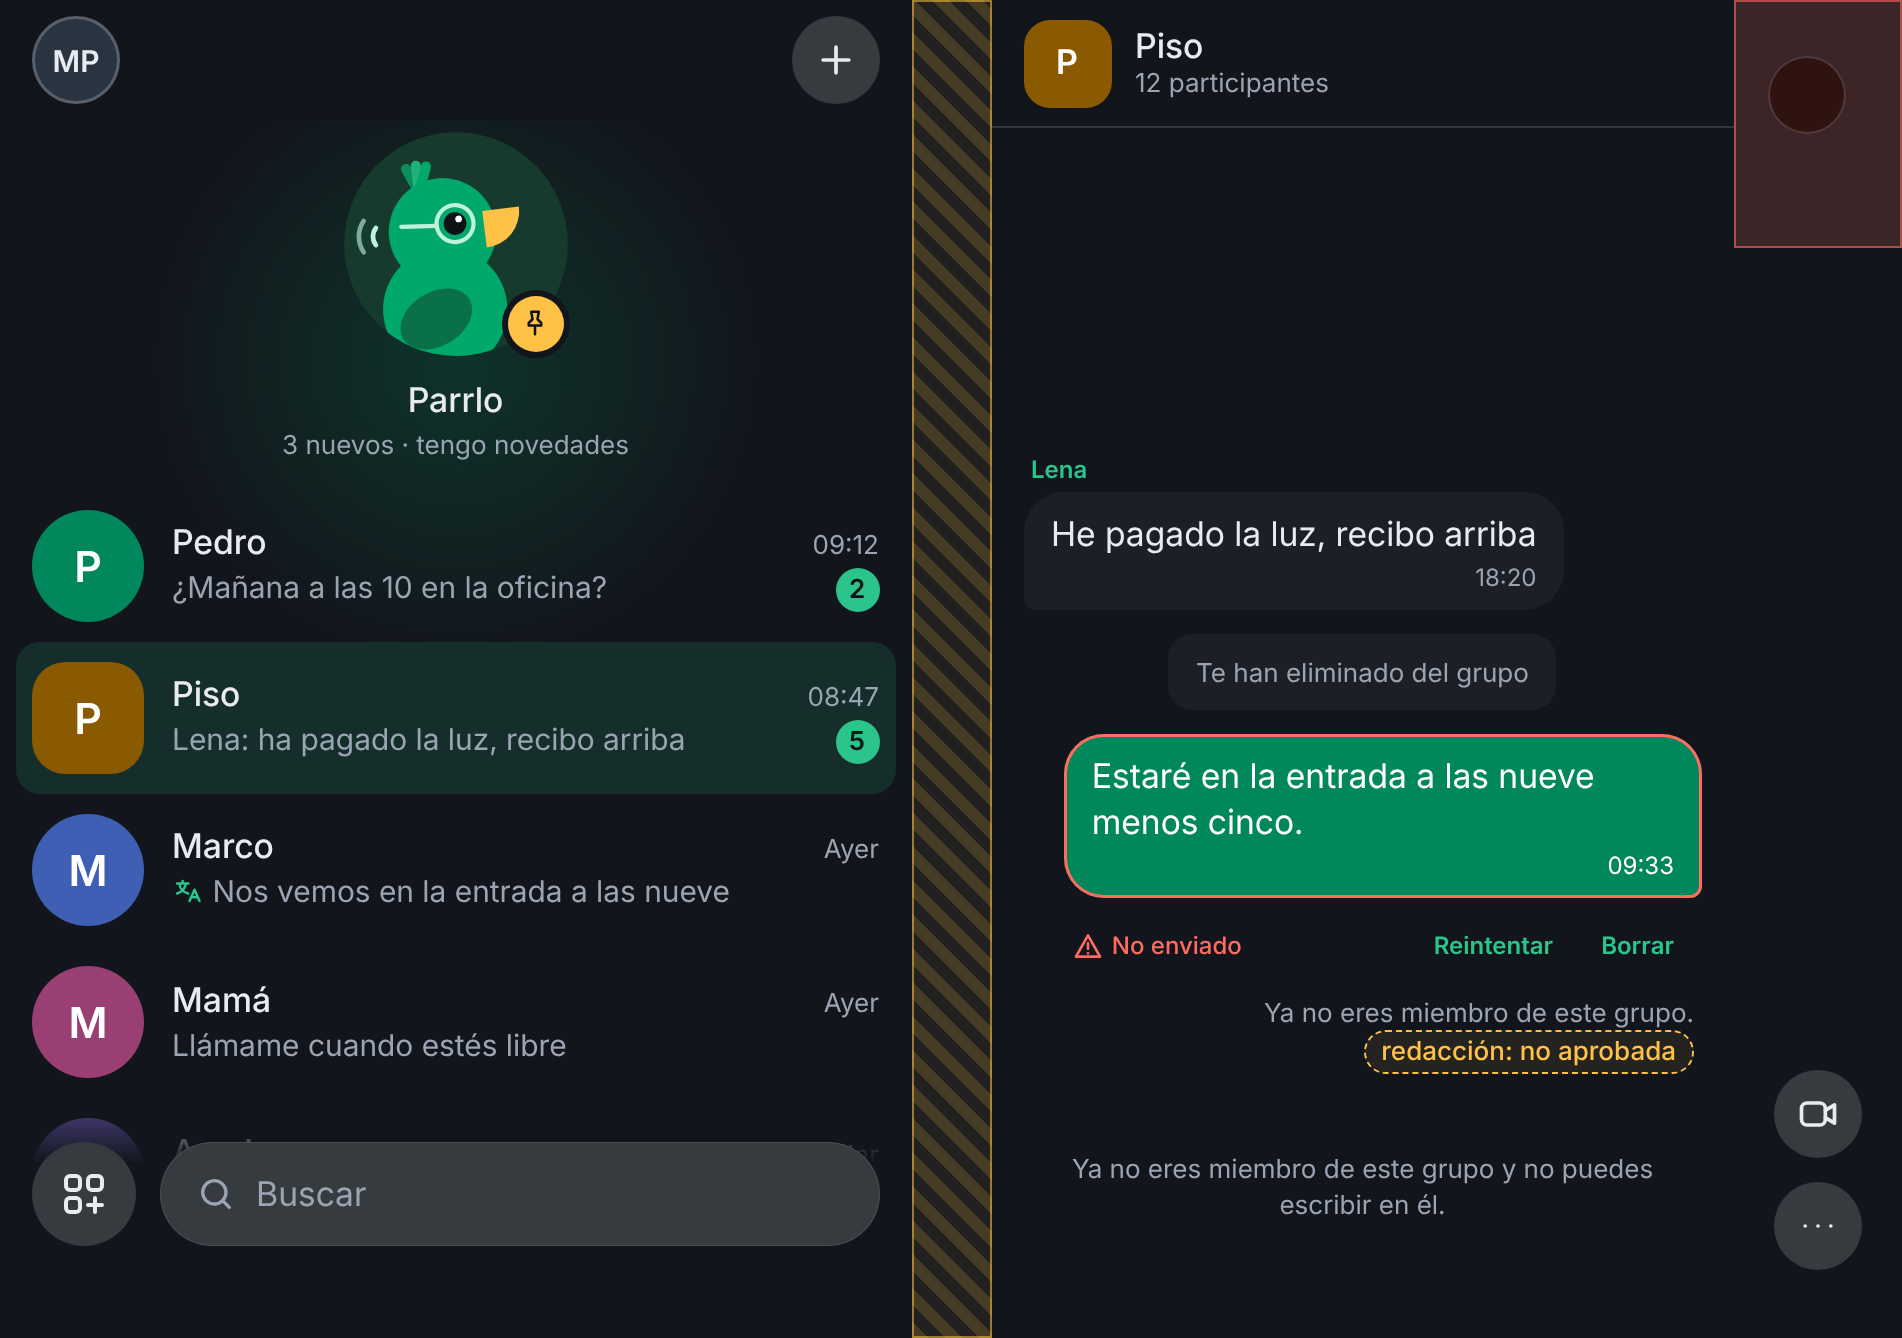 MP
Parrlo
3 nuevos · tengo novedades
P
Pedro
09:12
¿Mañana a las 10 en la oficina?
2
P
Piso
08:47
Lena: ha pagado la luz, recibo arriba
5
M
Marco
Ayer
Nos vemos en la entrada a las nueve
M
Mamá
Ayer
Llámame cuando estés libre
Buscar
P
Piso
12 participantes
Lena
He pagado la luz, recibo arriba
18:20
Te han eliminado del grupo
Estaré en la entrada a las nueve
menos cinco.
09:33
No enviado
Reintentar
Borrar
Ya no eres miembro de este grupo.
redacción: no aprobada
Ya no eres miembro de este grupo y no puedes
escribir en él.